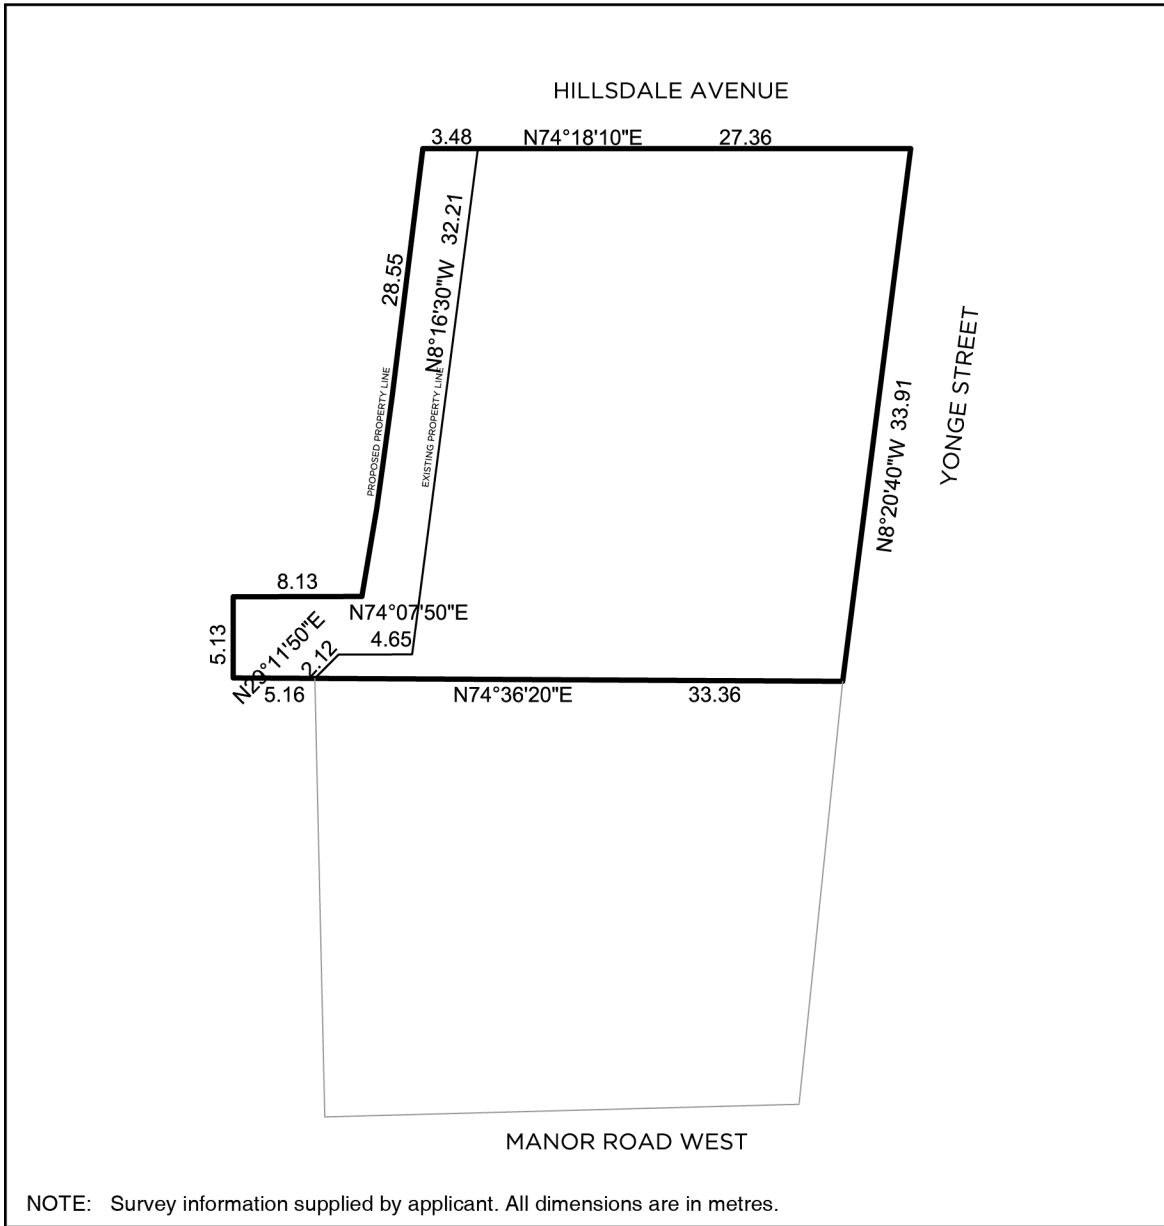 HILLSDALE AVENUE
3.48 N74°18'10"E 27.36
N8°16'30"W 32.21
28.55
PROPOSED PROPERTY LINE
EXISTING PROPERTY LINE
YONGE STREET
N8°20'40"W 33.91
8.13
N74°07'50"E
4.65
5.13
N29°11'50"E
2.12
5.16 N74°36'20"E 33.36
MANOR ROAD WEST
NOTE: Survey information supplied by applicant. All dimensions are in metres.